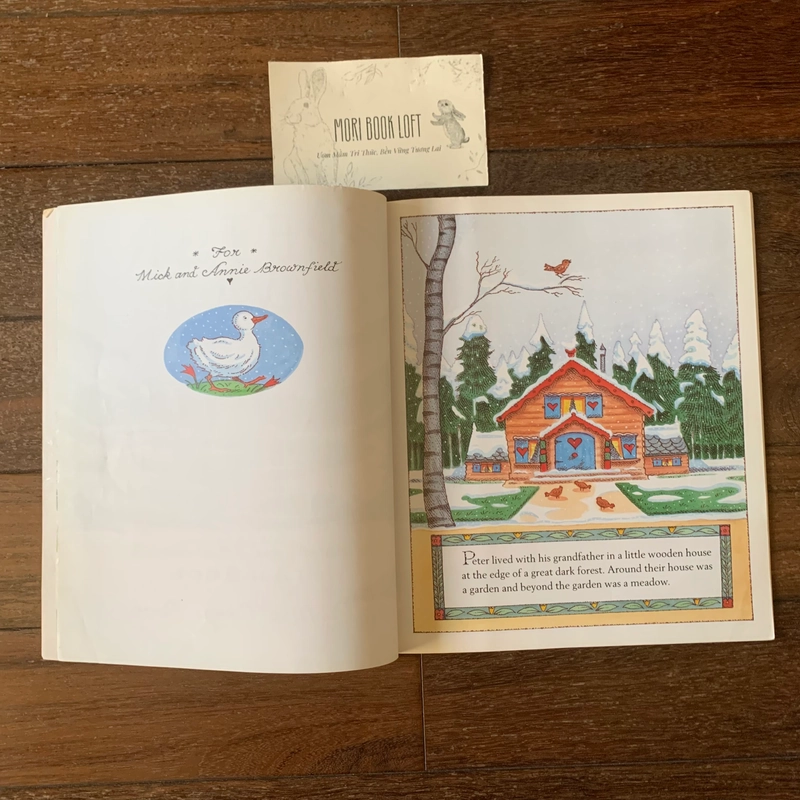 MORI BOOK LOFT
Ươm Mầm Tri Thức, Bền Vững Tương Lai
* For *
Mick and Annie Brownfield
Peter lived with his grandfather in a little wooden house
at the edge of a great dark forest. Around their house was
a garden and beyond the garden was a meadow.